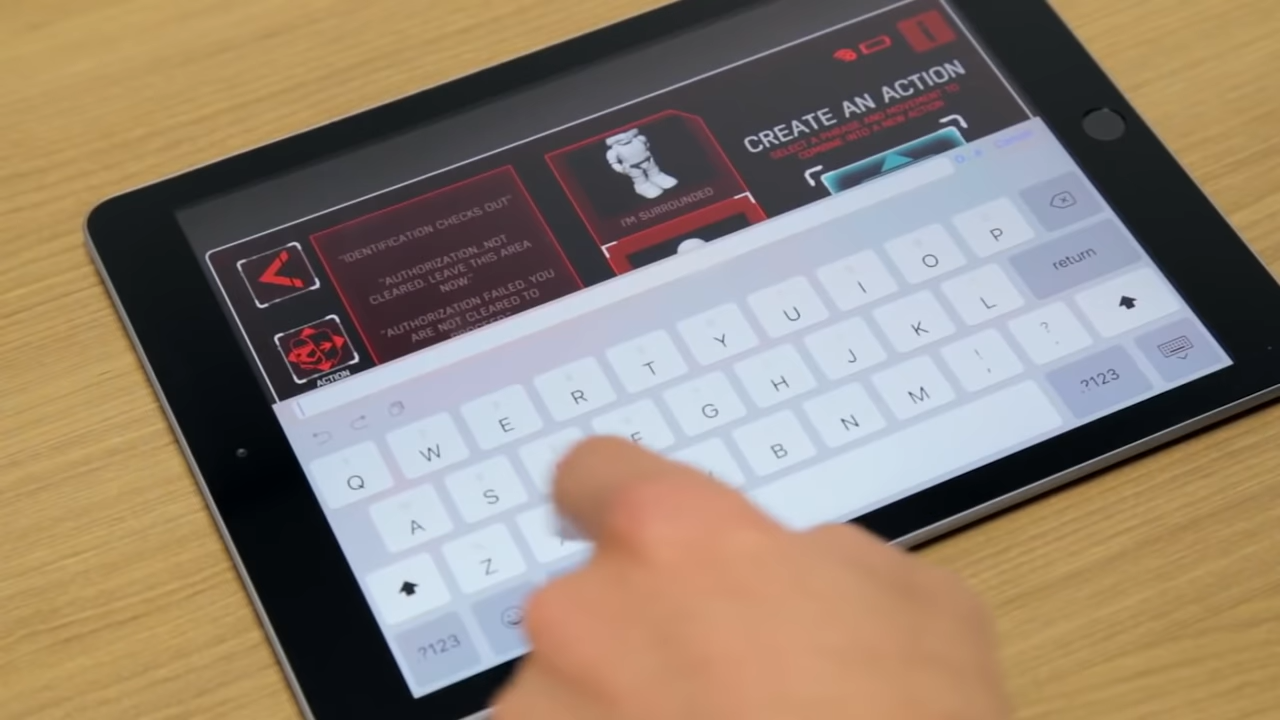 CREATE AN ACTION
SELECT A PHRASE AND MOVEMENT TO
COMBINE INTO A NEW ACTION
"IDENTIFICATION CHECKS OUT"
"AUTHORIZATION...NOT
CLEARED. LEAVE THIS AREA
NOW."
"AUTHORIZATION FAILED. YOU
ARE NOT CLEARED TO
PROCEED."
I'M SURROUNDED
ACTION
Q W E R T Y U I O P
A S F G H J K L return
Z B N M ! , ? .
?123 ?123